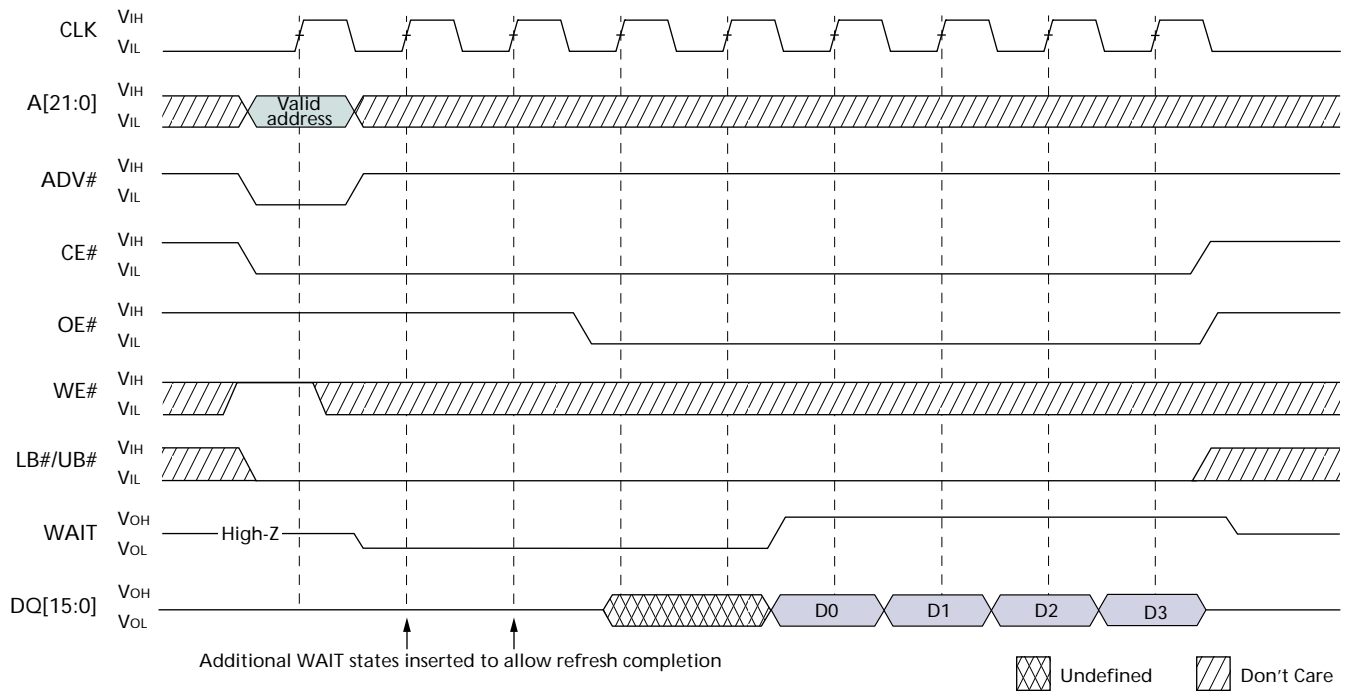 CLK VIH
VIL
A[21:0] VIH
VIL
Valid
address
ADV# VIH
VIL
CE# VIH
VIL
OE# VIH
VIL
WE# VIH
VIL
LB#/UB# VIH
VIL
WAIT VOH
VOL
High-Z
DQ[15:0] VOH
VOL
D0 D1 D2 D3
Additional WAIT states inserted to allow refresh completion
Undefined Don't Care